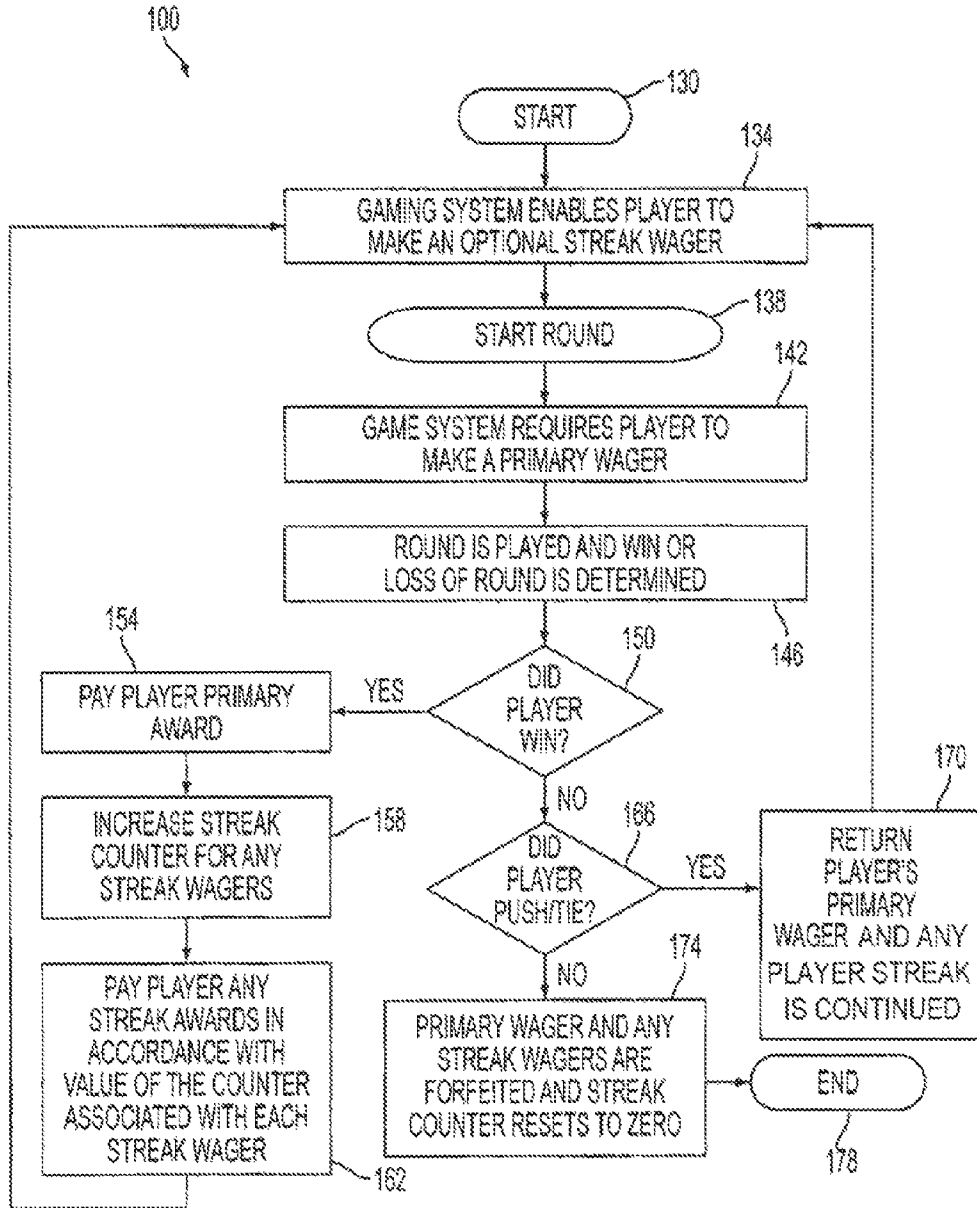 100
130
START
134
GAMING SYSTEM ENABLES PLAYER TO
MAKE AN OPTIONAL STREAK WAGER
138
START ROUND
142
GAME SYSTEM REQUIRES PLAYER TO
MAKE A PRIMARY WAGER
ROUND IS PLAYED AND WIN OR
LOSS OF ROUND IS DETERMINED
146
150
DID
PLAYER
WIN?
YES
154
PAY PLAYER PRIMARY
AWARD
INCREASE STREAK
COUNTER FOR ANY
STREAK WAGERS
158
PAY PLAYER ANY
STREAK AWARDS IN
ACCORDANCE WITH
VALUE OF THE COUNTER
ASSOCIATED WITH EACH
STREAK WAGER
162
NO
166
DID
PLAYER
PUSH/TIE?
YES
170
RETURN
PLAYER'S
PRIMARY
WAGER AND ANY
PLAYER STREAK
IS CONTINUED
NO
174
PRIMARY WAGER AND ANY
STREAK WAGERS ARE
FORFEITED AND STREAK
COUNTER RESETS TO ZERO
END
178